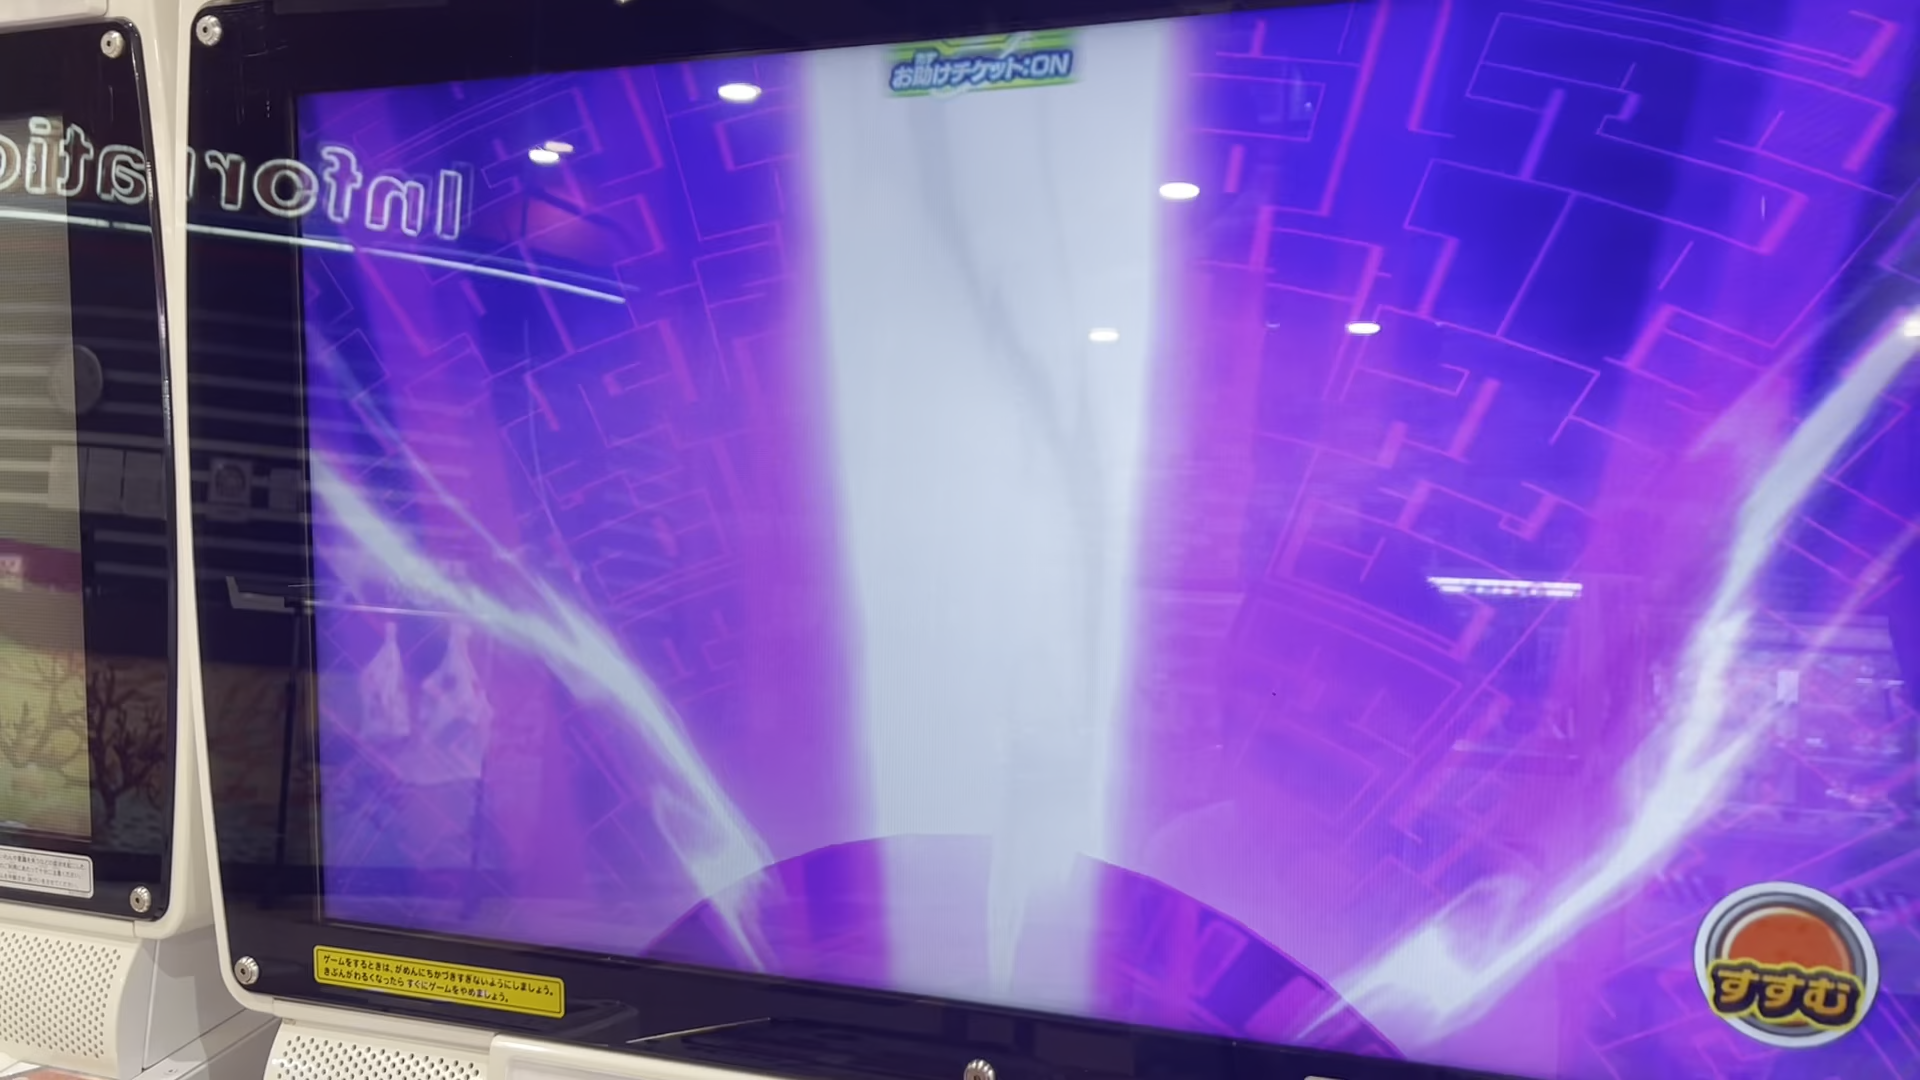 お助けチケット:ON
Informatio
ゲームをするときは、がめんにちかづきすぎないようにしましょう。
きぶんがわるくなったら すぐにゲームをやめましょう。
すすむ